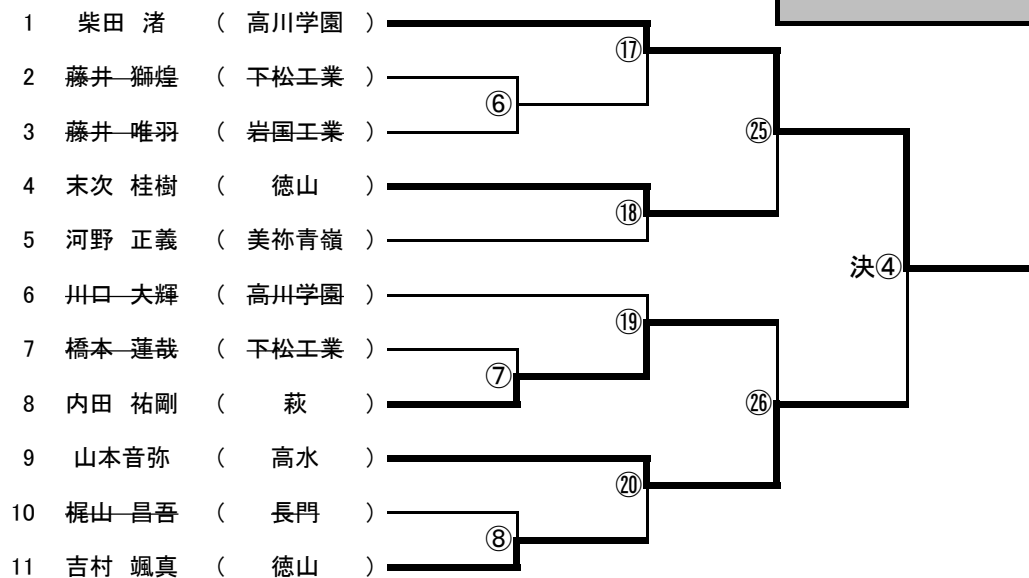 1 柴田 渚 ( 高川学園 )
⑰
2 藤井 獅煌 ( 下松工業 )
⑥
3 藤井 唯羽 ( 岩国工業 )
㉕
4 末次 桂樹 ( 徳山 )
⑱
5 河野 正義 ( 美祢青嶺 )
決④
6 川口 大輝 ( 高川学園 )
⑲
7 橋本 蓮哉 ( 下松工業 )
⑦
8 内田 祐剛 ( 萩 )
㉖
9 山本音弥 ( 高水 )
⑳
10 梶山 昌吾 ( 長門 )
⑧
11 吉村 颯真 ( 徳山 )